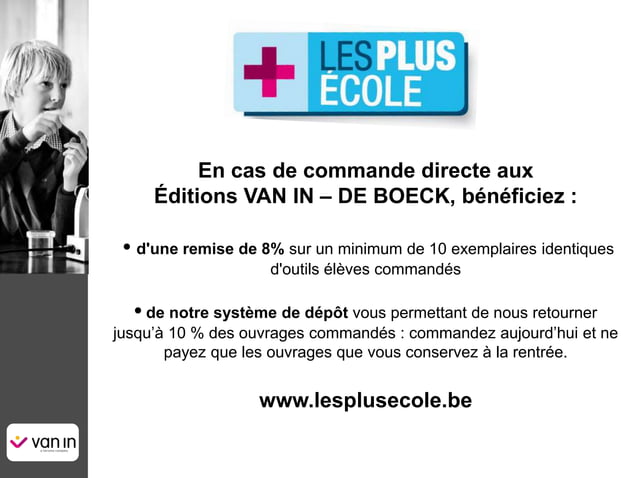 LES PLUS
ÉCOLE
En cas de commande directe aux
Éditions VAN IN – DE BOECK, bénéficiez :
• d'une remise de 8% sur un minimum de 10 exemplaires identiques
d'outils élèves commandés
• de notre système de dépôt vous permettant de nous retourner
jusqu’à 10 % des ouvrages commandés : commandez aujourd’hui et ne
payez que les ouvrages que vous conservez à la rentrée.
www.lesplusecole.be
van in